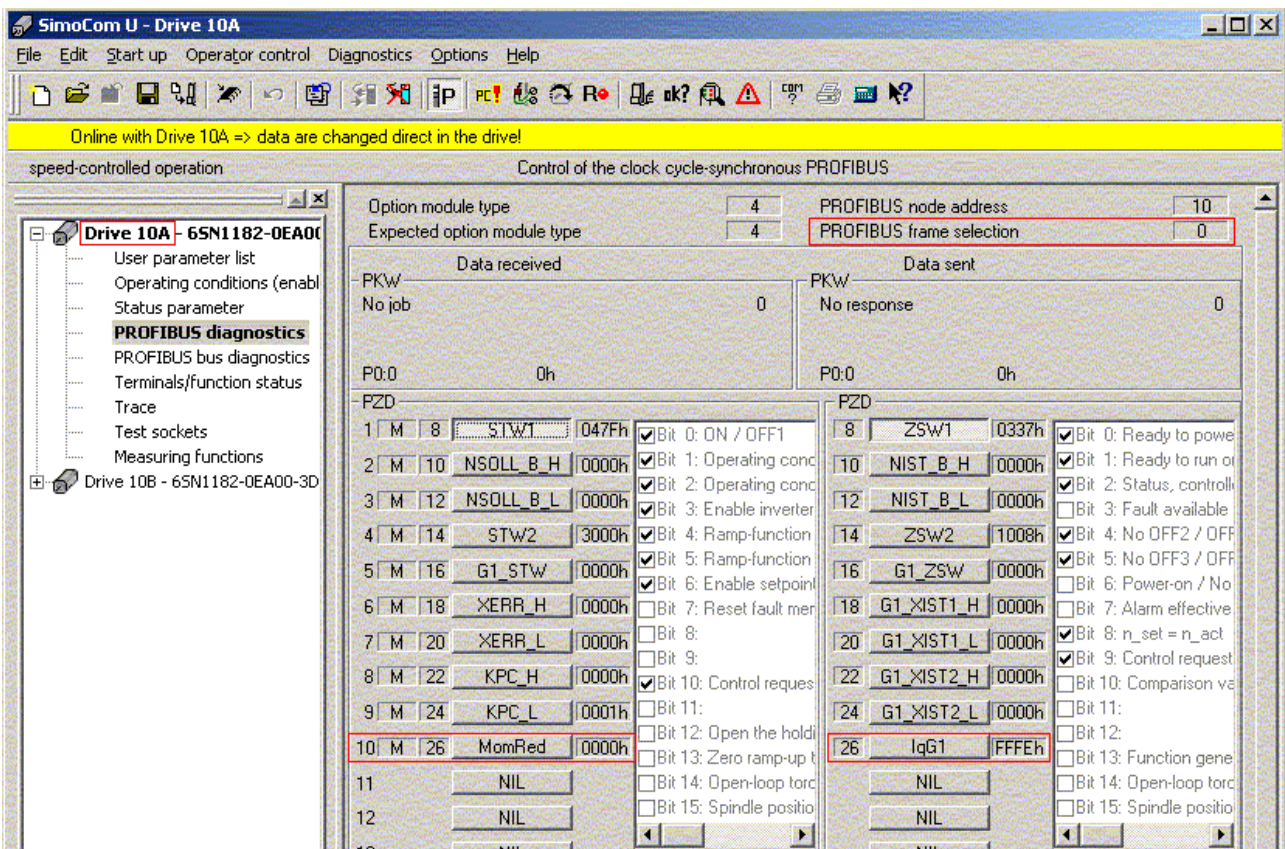 SimoCom U - Drive 10A
File Edit Start up Operator control Diagnostics Options Help
Online with Drive 10A => data are changed direct in the drive!
speed-controlled operation Control of the clock cycle-synchronous PROFIBUS
Drive 10A - 6SN1182-0EA0(
User parameter list
Operating conditions (enabl
Status parameter
PROFIBUS diagnostics
PROFIBUS bus diagnostics
Terminals/function status
Trace
Test sockets
Measuring functions
Drive 10B - 6SN1182-0EA00-3D
Option module type 4 PROFIBUS node address 10
Expected option module type 4 PROFIBUS frame selection 0
Data received Data sent
PKW PKW
No job 0 No response 0
P0:0 0h P0:0 0h
PZD PZD
1 M 8 STW1 047Fh
2 M 10 NSOLL_B_H 0000h
3 M 12 NSOLL_B_L 0000h
4 M 14 STW2 3000h
5 M 16 G1_STW 0000h
6 M 18 XERR_H 0000h
7 M 20 XERR_L 0000h
8 M 22 KPC_H 0000h
9 M 24 KPC_L 0001h
10 M 26 MomRed 0000h
11 NIL
12 NIL
Bit 0: ON / OFF1
Bit 1: Operating conc
Bit 2: Operating conc
Bit 3: Enable inverter
Bit 4: Ramp-function
Bit 5: Ramp-function
Bit 6: Enable setpoint
Bit 7: Reset fault mer
Bit 8:
Bit 9:
Bit 10: Control reques
Bit 11:
Bit 12: Open the holdi
Bit 13: Zero ramp-up t
Bit 14: Open-loop torc
Bit 15: Spindle positio
8 ZSW1 0337h
10 NIST_B_H 0000h
12 NIST_B_L 0000h
14 ZSW2 1008h
16 G1_ZSW 0000h
18 G1_XIST1_H 0000h
20 G1_XIST1_L 0000h
22 G1_XIST2_H 0000h
24 G1_XIST2_L 0000h
26 IqG1 FFFEh
NIL
NIL
Bit 0: Ready to powe
Bit 1: Ready to run o
Bit 2: Status, controll
Bit 3: Fault available
Bit 4: No OFF2 / OFF
Bit 5: No OFF3 / OFF
Bit 6: Power-on / No
Bit 7: Alarm effective
Bit 8: n_set = n_act
Bit 9: Control request
Bit 10: Comparison va
Bit 11:
Bit 12:
Bit 13: Function gene
Bit 14: Open-loop torc
Bit 15: Spindle positio